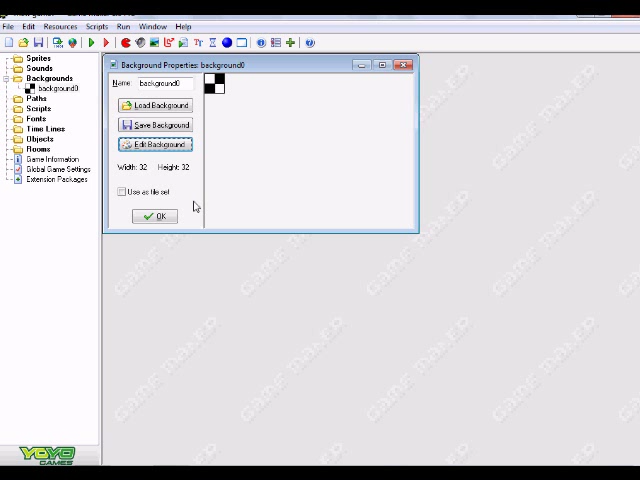 File Edit Resources Scripts Run Window Help
Sprites
Sounds
Backgrounds
background0
Paths
Scripts
Fonts
Time Lines
Objects
Rooms
Game Information
Global Game Settings
Extension Packages
Background Properties: background0
Name: background0
Load Background
Save Background
Edit Background
Width: 32 Height: 32
Use as tile set
OK
GAME MAKER
YOYO
GAMES